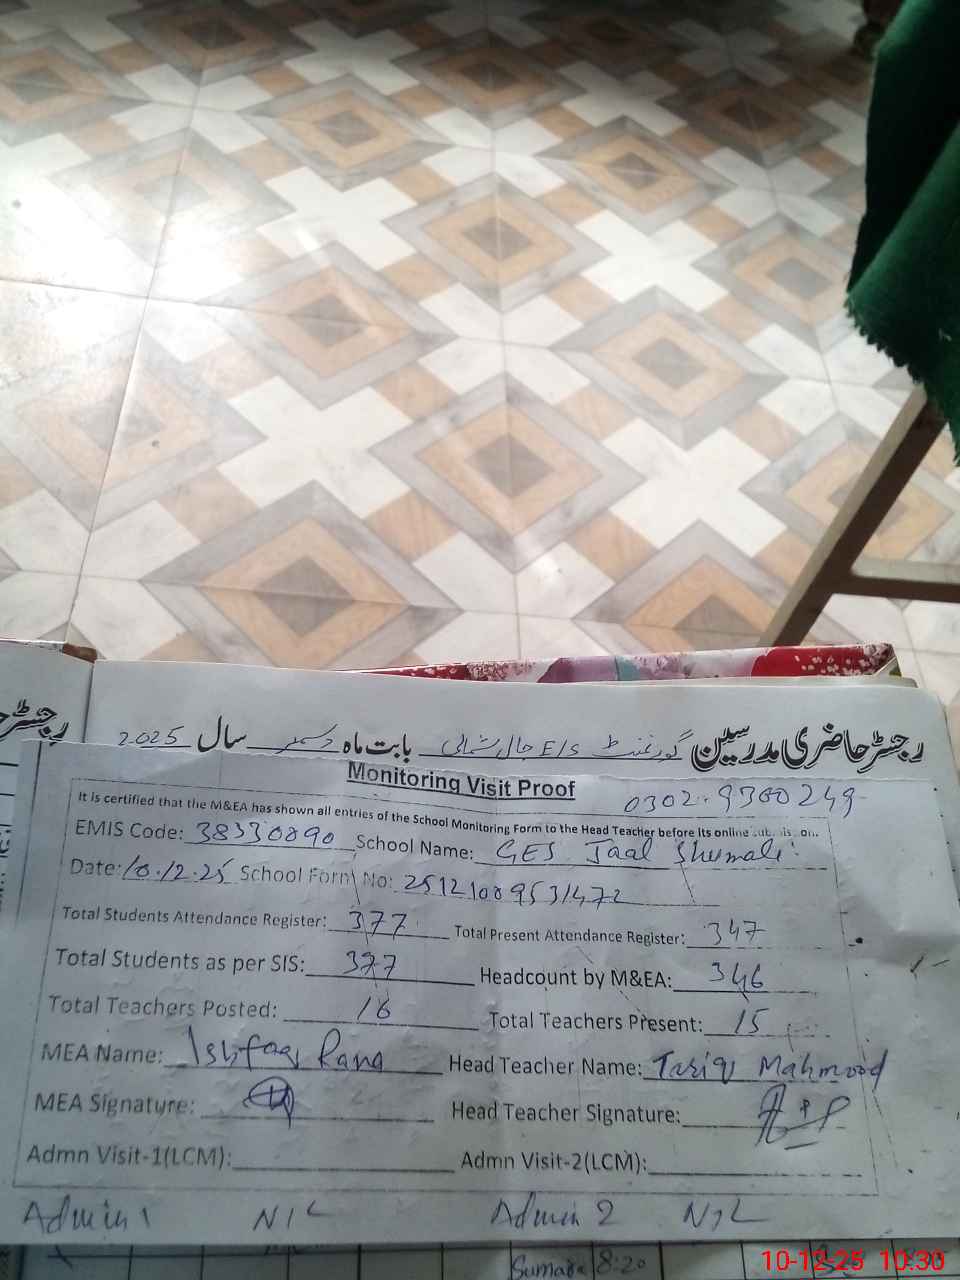 رجسٹر حاضری مدرسین گورنمنٹ E/S جال شمالی بابت ماہ دسمبر سال 2025
Monitoring Visit Proof
0302-9300249
It is certified that the M&EA has shown all entries of the School Monitoring Form to the Head Teacher before its online submission.
EMIS Code: 38330090 School Name: GES Jaal Shumali
Date: 10.12.25 School Form No:
Total Students Attendance Register: 377 Total Present Attendance Register: 347
Total Students as per SIS: 377 Headcount by M&EA: 346
Total Teachers Posted: 16 Total Teachers Present: 15
MEA Name: Ishfaq Rana Head Teacher Name: Tariq Mahmood
MEA Signature: Head Teacher Signature:
Admn Visit-1(LCM): Admn Visit-2(LCM):
Admin 1 NIL Admin 2 NIL
Sumara 8:20
10-12-25 10:30